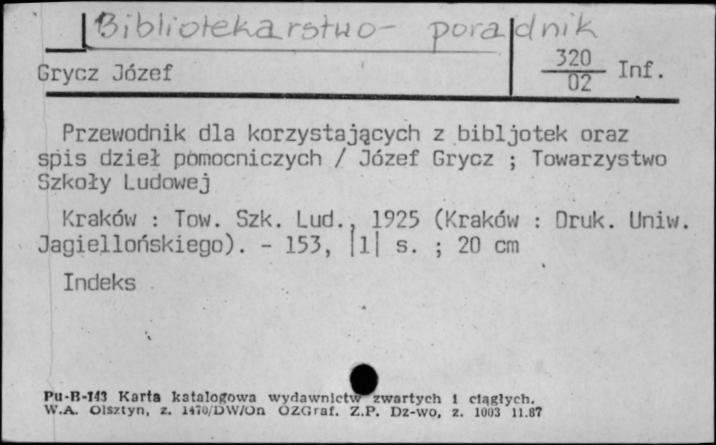 Bibliotekarstwo - poradnik
Grycz Józef
320
02
Inf.
Przewodnik dla korzystających z bibljotek oraz
spis dzieł pomocniczych / Józef Grycz ; Towarzystwo
Szkoły Ludowej
Kraków : Tow. Szk. Lud., 1925 (Kraków : Druk. Uniw.
Jagiellońskiego). - 153, |1| s. ; 20 cm
Indeks
Pu-B-143 Karta katalogowa wydawnictw zwartych i ciągłych.
W.A. Olsztyn, z. 1470/DW/On OZGraf. Z.P. Dz-wo, z. 1003 11.87